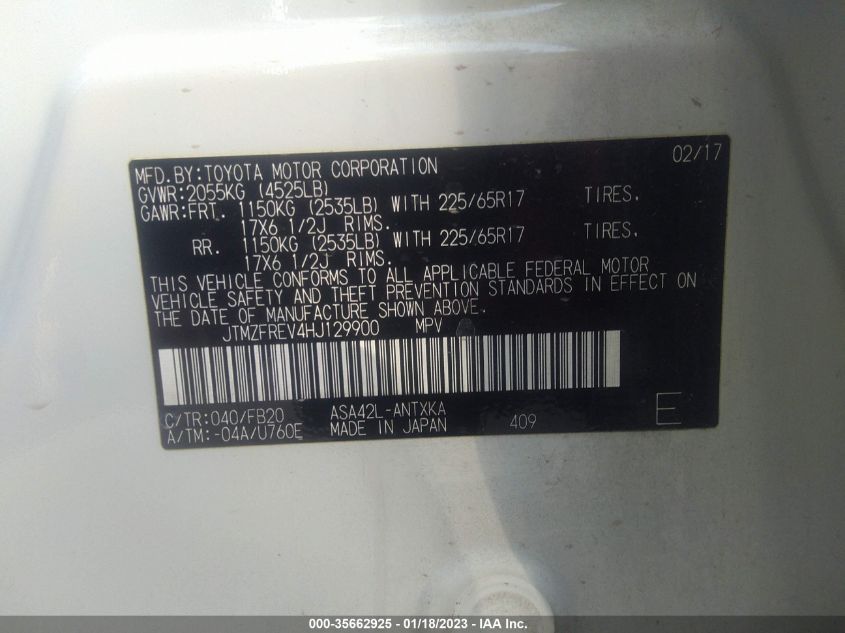 MFD.BY:TOYOTA MOTOR CORPORATION 02/17
GVWR:2055KG (4525LB)
GAWR:FRT. 1150KG (2535LB) WITH 225/65R17 TIRES.
17X6 1/2J RIMS.
RR. 1150KG (2535LB) WITH 225/65R17 TIRES.
17X6 1/2J RIMS.
THIS VEHICLE CONFORMS TO ALL APPLICABLE FEDERAL MOTOR
VEHICLE SAFETY AND THEFT PREVENTION STANDARDS IN EFFECT ON
THE DATE OF MANUFACTURE SHOWN ABOVE.
JTMZFREV4HJ129900 MPV
C/TR:040/FB20 ASA42L-ANTXKA
A/TM:-04A/U760E MADE IN JAPAN 409 E
000-35662925 - 01/18/2023 - IAA Inc.